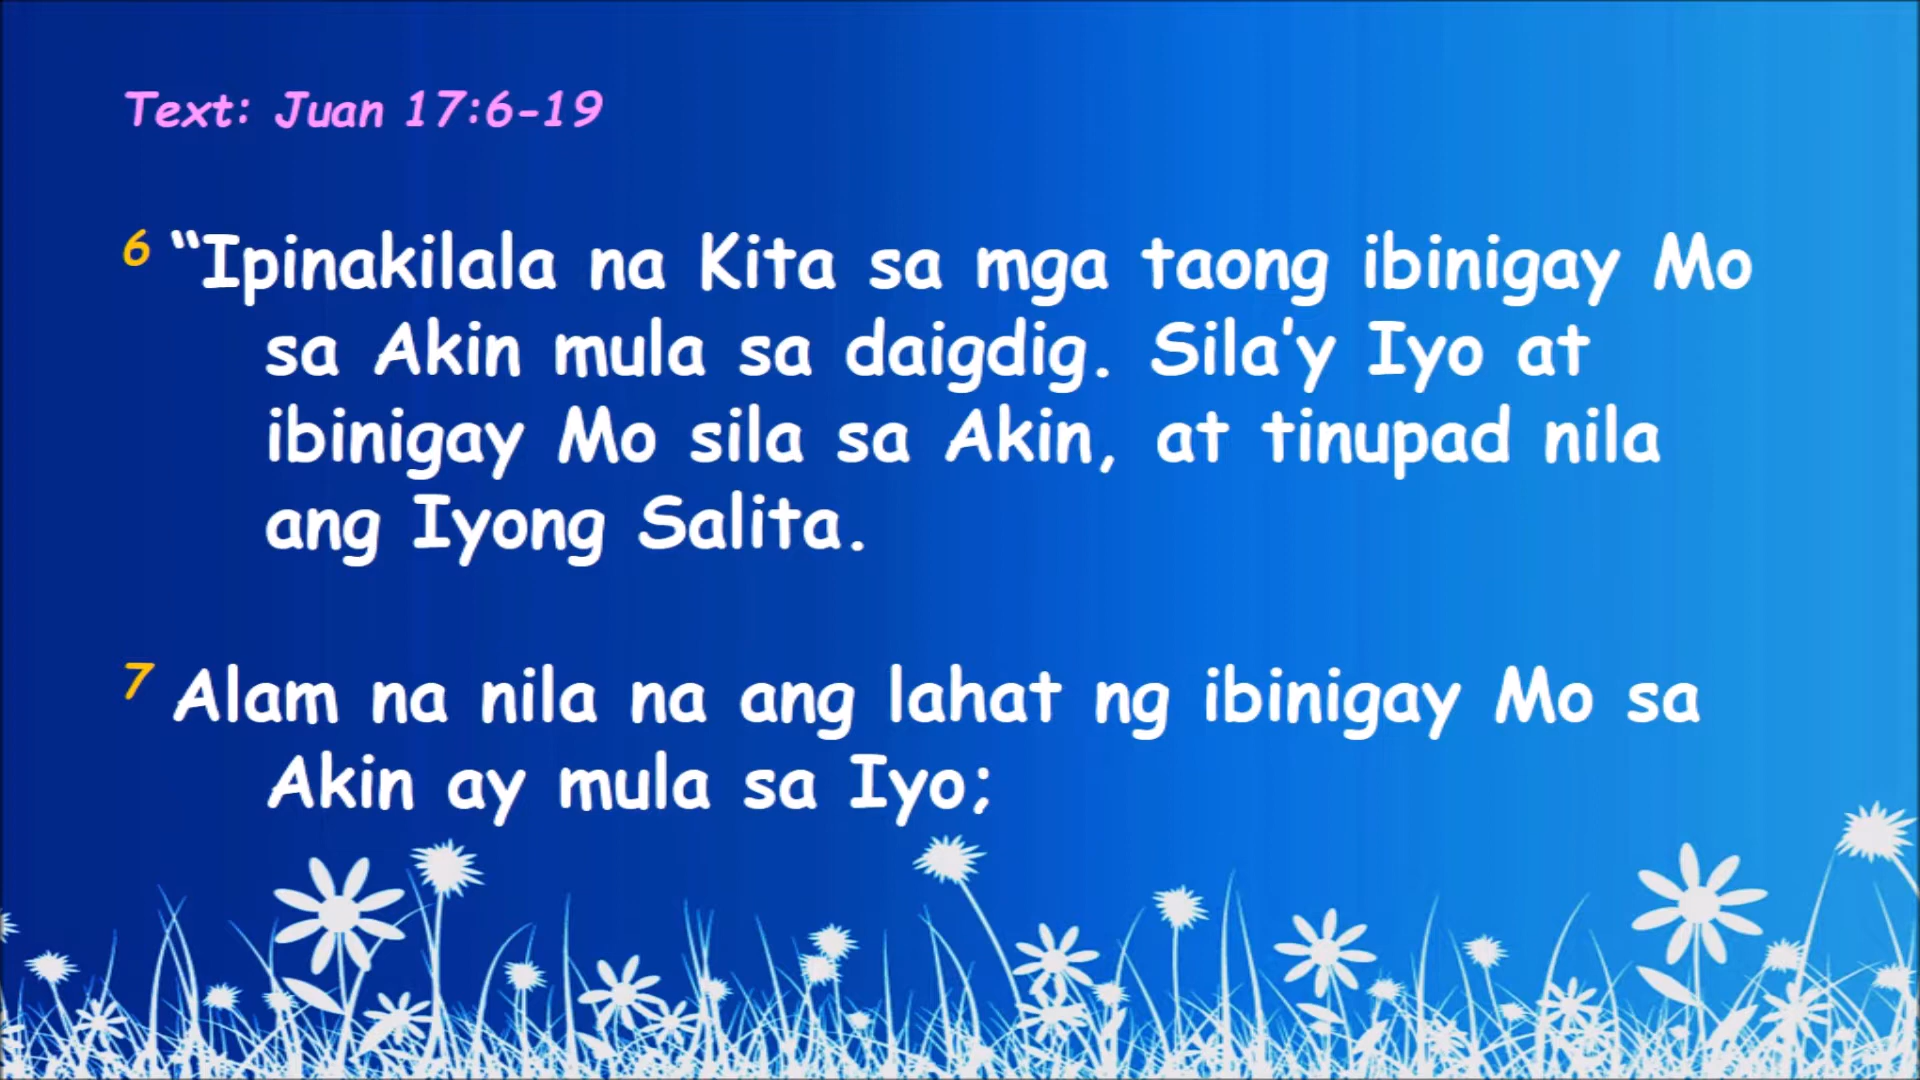 Text: Juan 17:6-19
6 “Ipinakilala na Kita sa mga taong ibinigay Mo
sa Akin mula sa daigdig. Sila’y Iyo at
ibinigay Mo sila sa Akin, at tinupad nila
ang Iyong Salita.
7 Alam na nila na ang lahat ng ibinigay Mo sa
Akin ay mula sa Iyo;